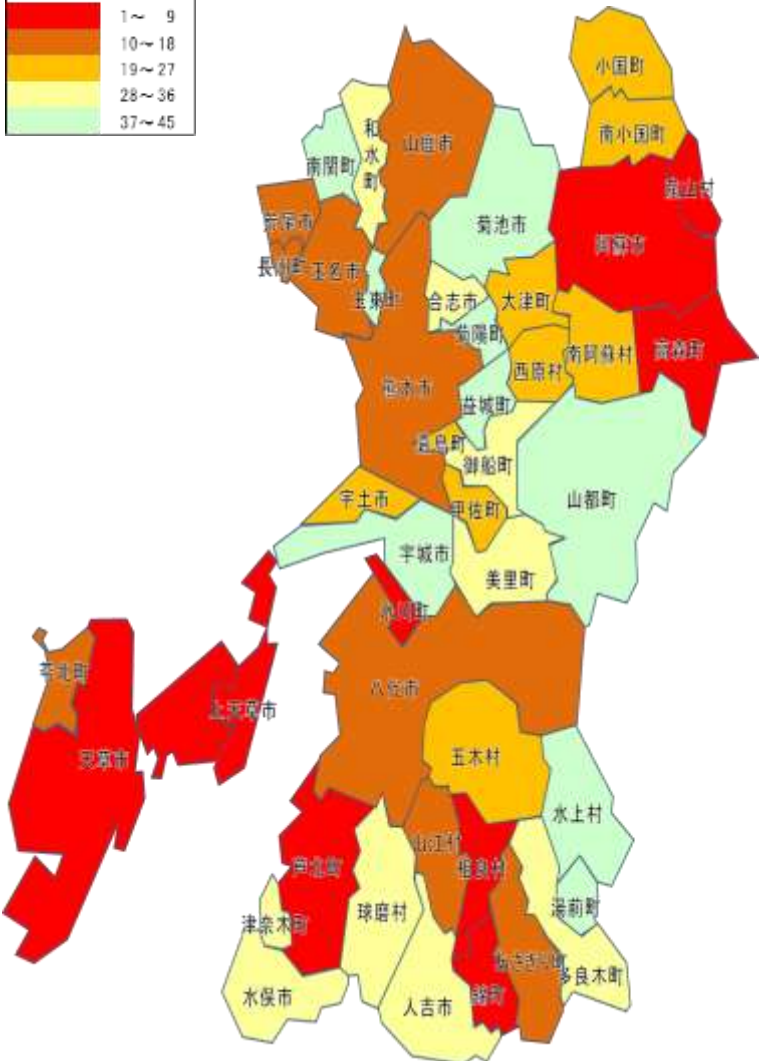 1～ 9
10～18
19～27
28～36
37～45
小国町
南小国町
産山村
阿蘇市
和水町
山鹿市
南関町
菊池市
荒尾市
長洲町
玉名市
玉東町
合志市
大津町
菊陽町
西原村
南阿蘇村
高森町
熊本市
益城町
嘉島町
御船町
宇土市
甲佐町
山都町
宇城市
美里町
氷川町
苓北町
八代市
上天草市
天草市
五木村
水上村
山江村
相良村
芦北町
湯前町
球磨村
津奈木町
あさぎり町
多良木町
錦町
水俣市
人吉市